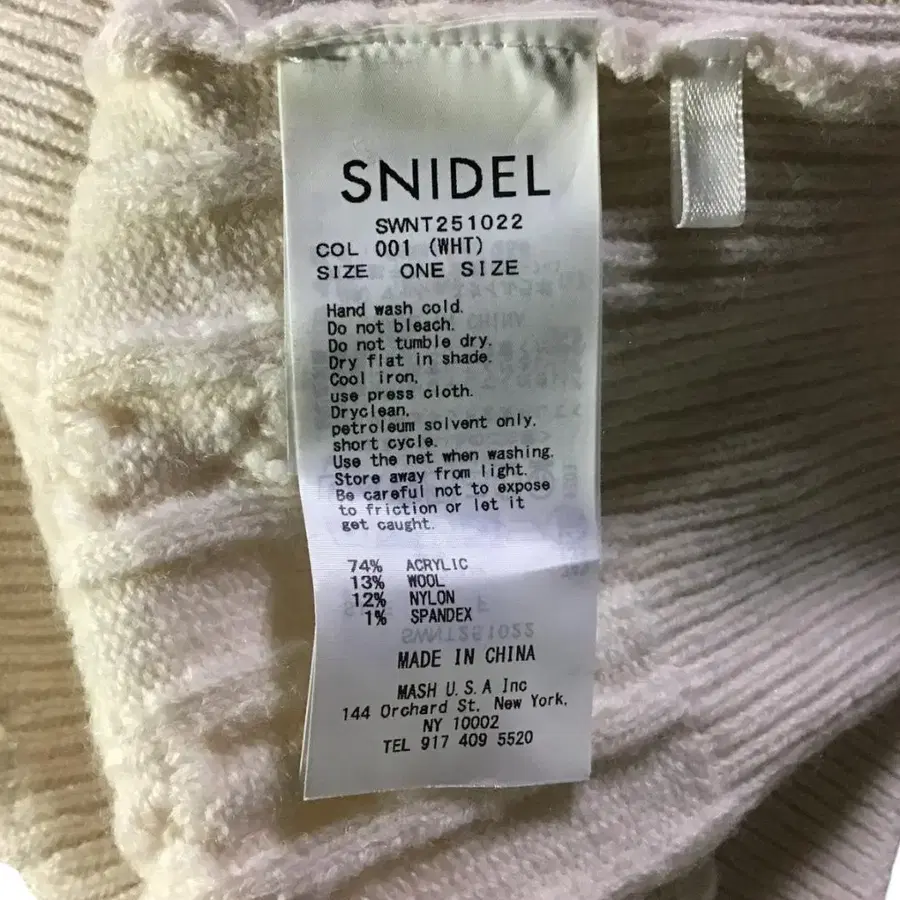 SNIDEL
SWNT251022
COL 001 (WHT)
SIZE ONE SIZE
Hand wash cold.
Do not bleach.
Do not tumble dry.
Dry flat in shade.
Cool iron,
use press cloth.
Dryclean,
petroleum solvent only.
short cycle.
Use the net when washing.
Store away from light.
Be careful not to expose
to friction or let it
get caught.
74% ACRYLIC
13% WOOL
12% NYLON
1% SPANDEX
MADE IN CHINA
MASH U.S.A Inc
144 Orchard St. New York,
NY 10002
TEL 917 409 5520